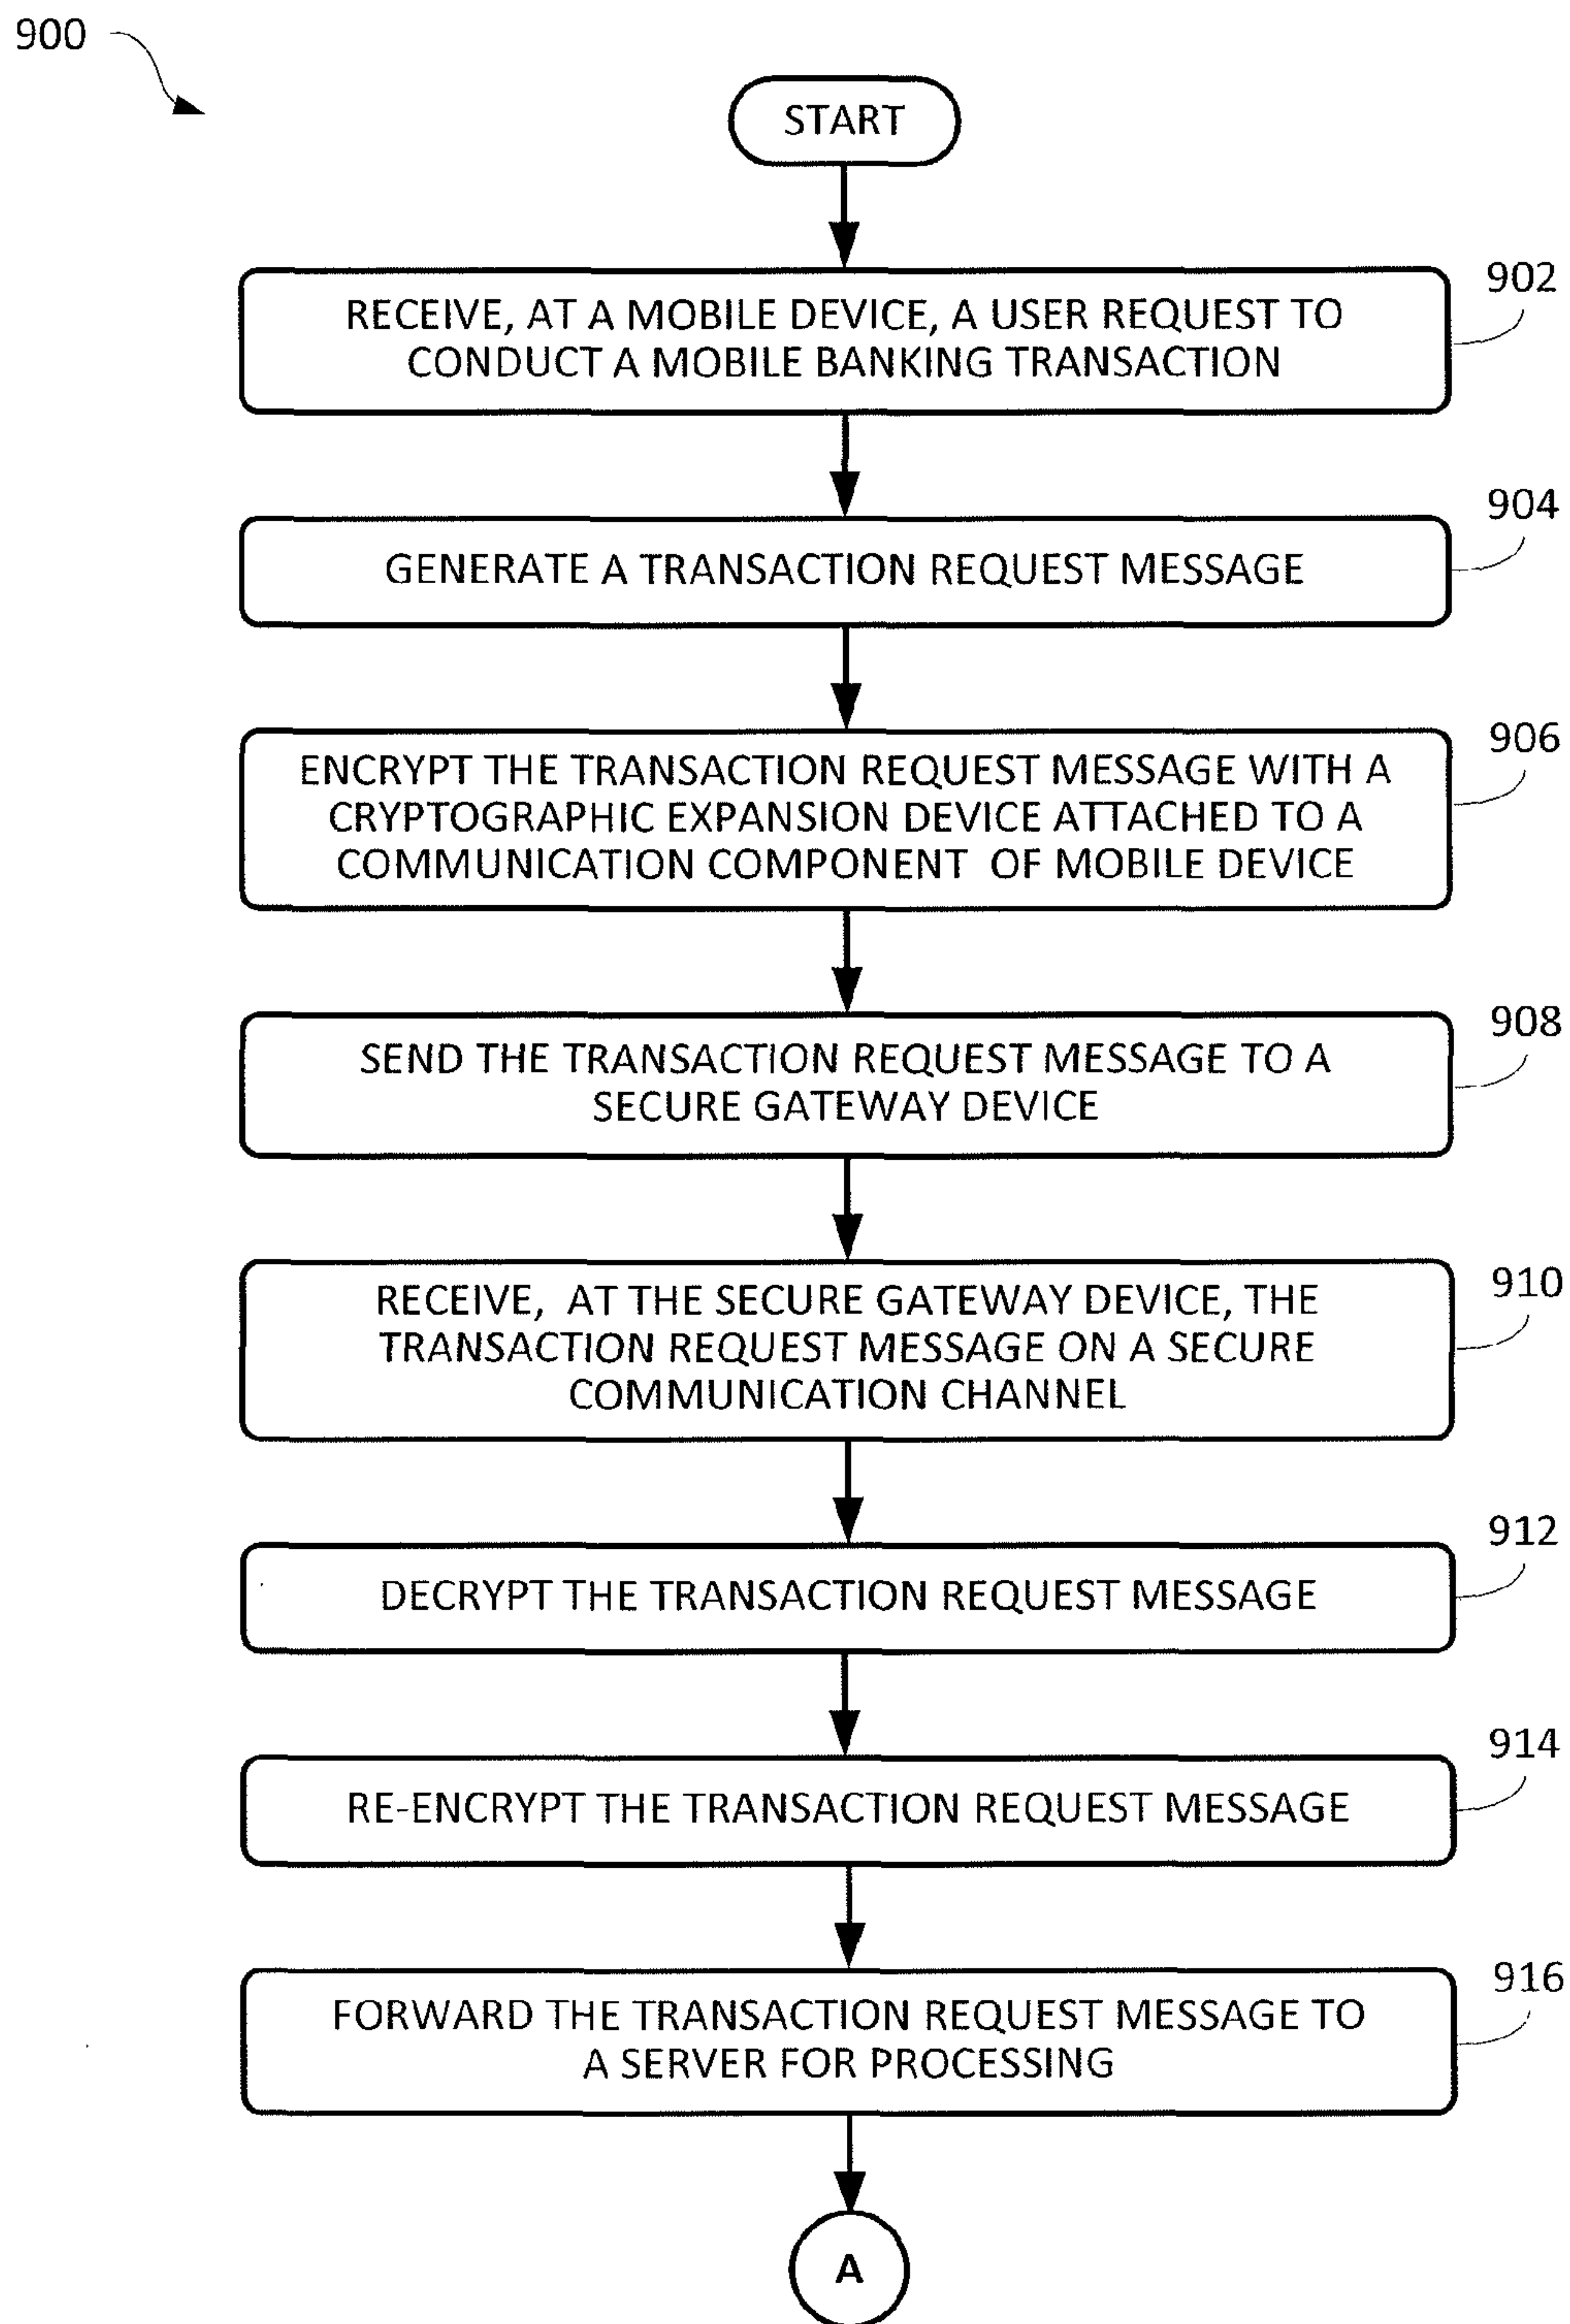 900
START
902
RECEIVE, AT A MOBILE DEVICE, A USER REQUEST TO
CONDUCT A MOBILE BANKING TRANSACTION
904
GENERATE A TRANSACTION REQUEST MESSAGE
906
ENCRYPT THE TRANSACTION REQUEST MESSAGE WITH A
CRYPTOGRAPHIC EXPANSION DEVICE ATTACHED TO A
COMMUNICATION COMPONENT OF MOBILE DEVICE
908
SEND THE TRANSACTION REQUEST MESSAGE TO A
SECURE GATEWAY DEVICE
910
RECEIVE, AT THE SECURE GATEWAY DEVICE, THE
TRANSACTION REQUEST MESSAGE ON A SECURE
COMMUNICATION CHANNEL
912
DECRYPT THE TRANSACTION REQUEST MESSAGE
914
RE-ENCRYPT THE TRANSACTION REQUEST MESSAGE
916
FORWARD THE TRANSACTION REQUEST MESSAGE TO
A SERVER FOR PROCESSING
A